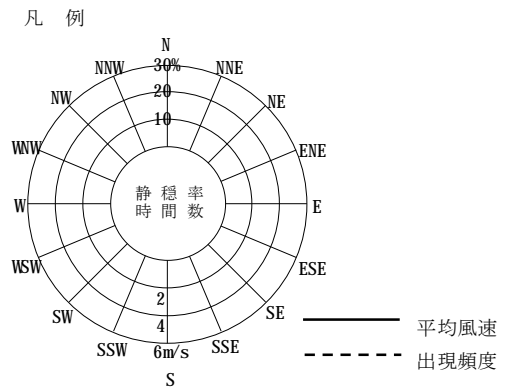 凡 例
N
NNW 30% NNE
NW 20 NE
10
WNW ENE
静 穏 率
時 間 数
W E
WSW ESE
2
SW 4 SE
SSW 6m/s SSE
S
平均風速
出現頻度